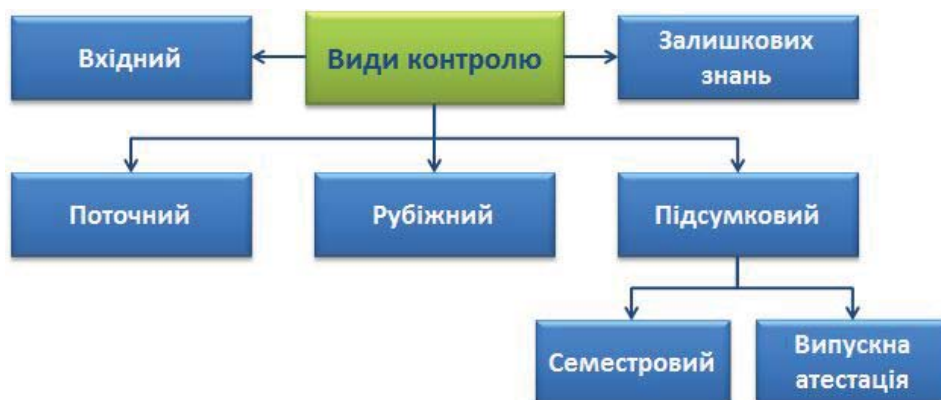 Вхідний
Види контролю
Залишкових
знань
Поточний
Рубіжний
Підсумковий
Семестровий
Випускна
атестація